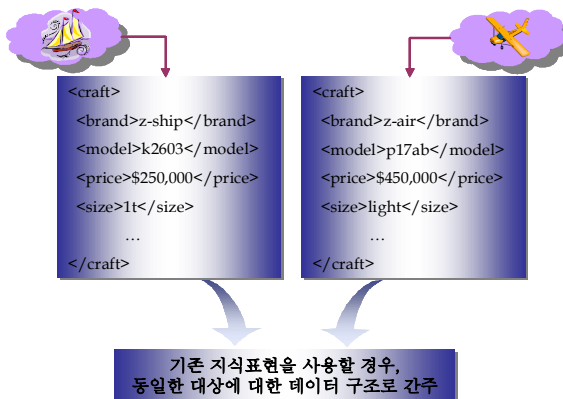 <craft>
<brand>z-ship</brand>
<model>k2603</model>
<price>$250,000</price>
<size>1t</size>
…
</craft>
<craft>
<brand>z-air</brand>
<model>p17ab</model>
<price>$450,000</price>
<size>light</size>
…
</craft>
기존 지식표현을 사용할 경우,
동일한 대상에 대한 데이터 구조로 간주